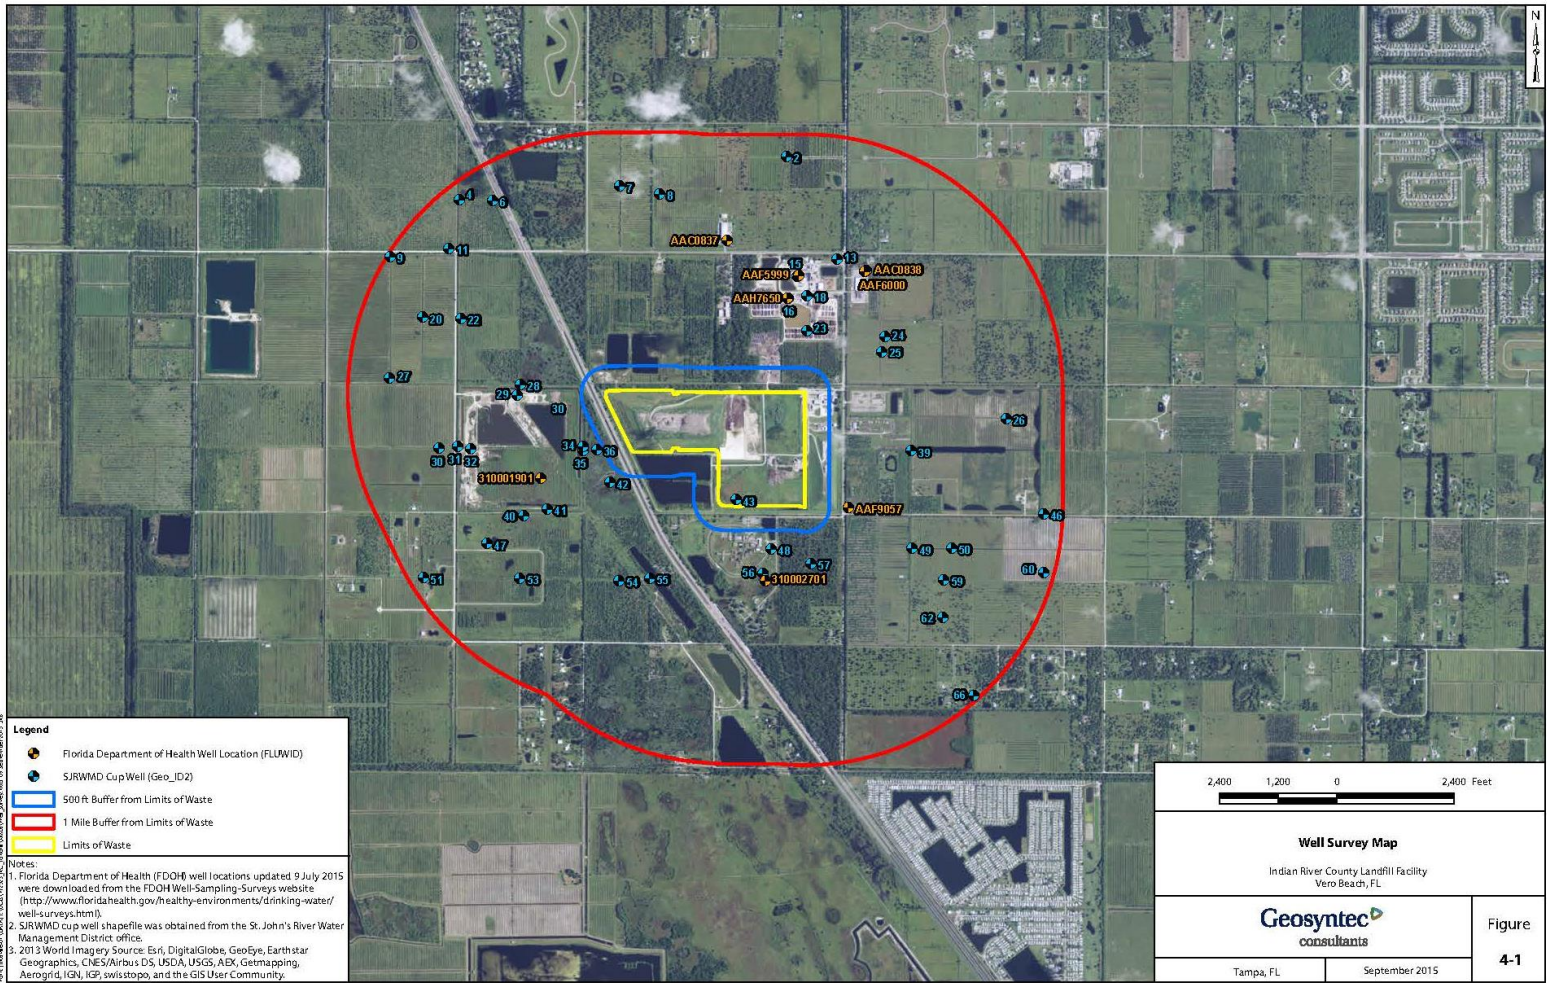 N
2
7
8
4
6
AAC0837
11
9
13
15
AAC0838
AAF5999
AAF6000
AAH7650
18
16
20
22
23
24
25
27
28
29
30
26
34
36
39
30
31
32
35
310001901
42
43
AAF9057
41
40
46
47
48
49
50
57
56
60
51
53
54
55
310002701
59
62
66
Legend
Florida Department of Health Well Location (FLUWID)
SJRWMD Cup Well (Geo_ID2)
500 ft Buffer from Limits of Waste
1 Mile Buffer from Limits of Waste
Limits of Waste
Notes:
1. Florida Department of Health (FDOH) well locations updated 9 July 2015
were downloaded from the FDOH Well-Sampling-Surveys website
(http://www.floridahealth.gov/healthy-environments/drinking-water/
well-surveys.html).
2. SJRWMD cup well shapefile was obtained from the St. John's River Water
Management District office.
3. 2013 World Imagery Source: Esri, DigitalGlobe, GeoEye, Earthstar
Geographics, CNES/Airbus DS, USDA, USGS, AEX, Getmapping,
Aerogrid, IGN, IGP, swisstopo, and the GIS User Community.
2,400 1,200 0 2,400 Feet
Well Survey Map
Indian River County Landfill Facility
Vero Beach, FL
Geosyntec
consultants
Figure
4-1
Tampa, FL
September 2015